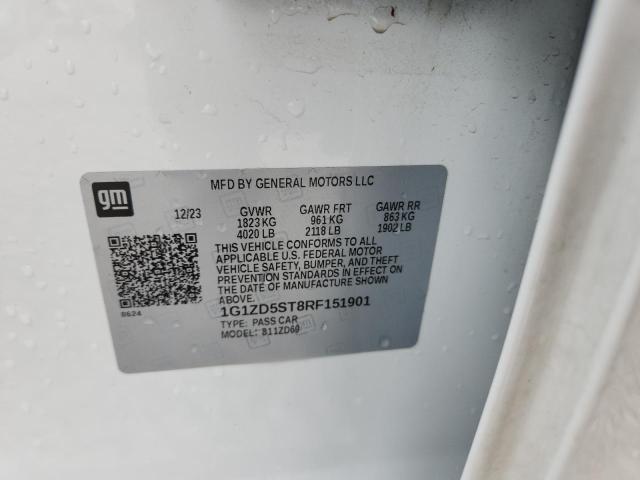 gm
MFD BY GENERAL MOTORS LLC
12/23 GVWR GAWR FRT GAWR RR
1823 KG 961 KG 863 KG
4020 LB 2118 LB 1902 LB
THIS VEHICLE CONFORMS TO ALL
APPLICABLE U.S. FEDERAL MOTOR
VEHICLE SAFETY, BUMPER, AND THEFT
PREVENTION STANDARDS IN EFFECT ON
THE DATE OF MANUFACTURE SHOWN
ABOVE.
8624
1G1ZD5ST8RF151901
TYPE: PASS CAR
MODEL: 811ZD69